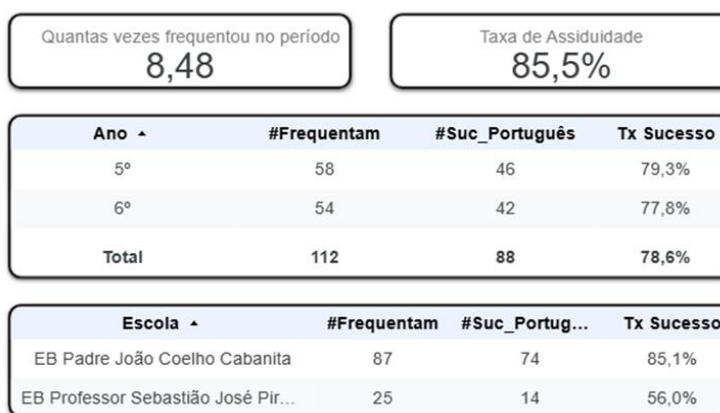 Quantas vezes frequentou no período
8,48
Taxa de Assiduidade
85,5%
Ano #Frequentam #Suc_Português Tx Sucesso
5º 58 46 79,3%
6º 54 42 77,8%
Total 112 88 78,6%
Escola #Frequentam #Suc_Portug... Tx Sucesso
EB Padre João Coelho Cabanita 87 74 85,1%
EB Professor Sebastião José Pir... 25 14 56,0%